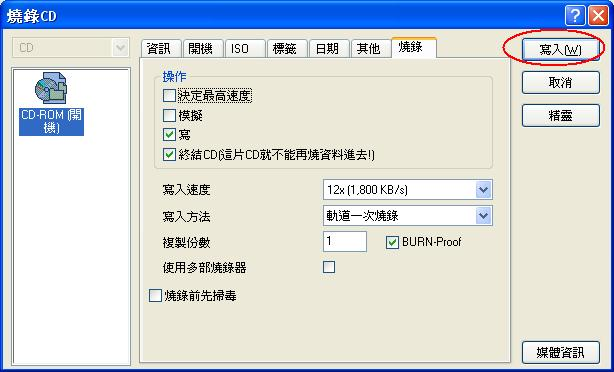 燒錄CD
CD
CD-ROM (開
機)
資訊 開機 ISO 標籤 日期 其他 燒錄
操作
決定最高速度
模擬
寫
終結CD(這片CD就不能再燒資料進去!)
寫入速度 12x (1,800 KB/s)
寫入方法 軌道一次燒錄
複製份數 1 BURN-Proof
使用多部燒錄器
燒錄前先掃毒
寫入(W)
取消
精靈
媒體資訊